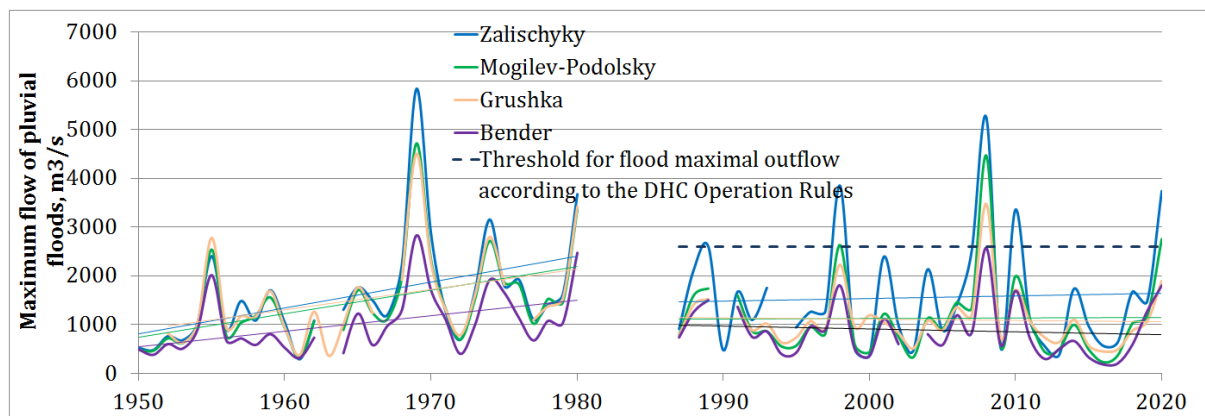 Maximum flow of pluvial
floods, m3/s
7000
6000
5000
4000
3000
2000
1000
0
Zalischyky
Mogilev-Podolsky
Grushka
Bender
Threshold for flood maximal outflow
according to the DHC Operation Rules
1950
1960
1970
1980
1990
2000
2010
2020